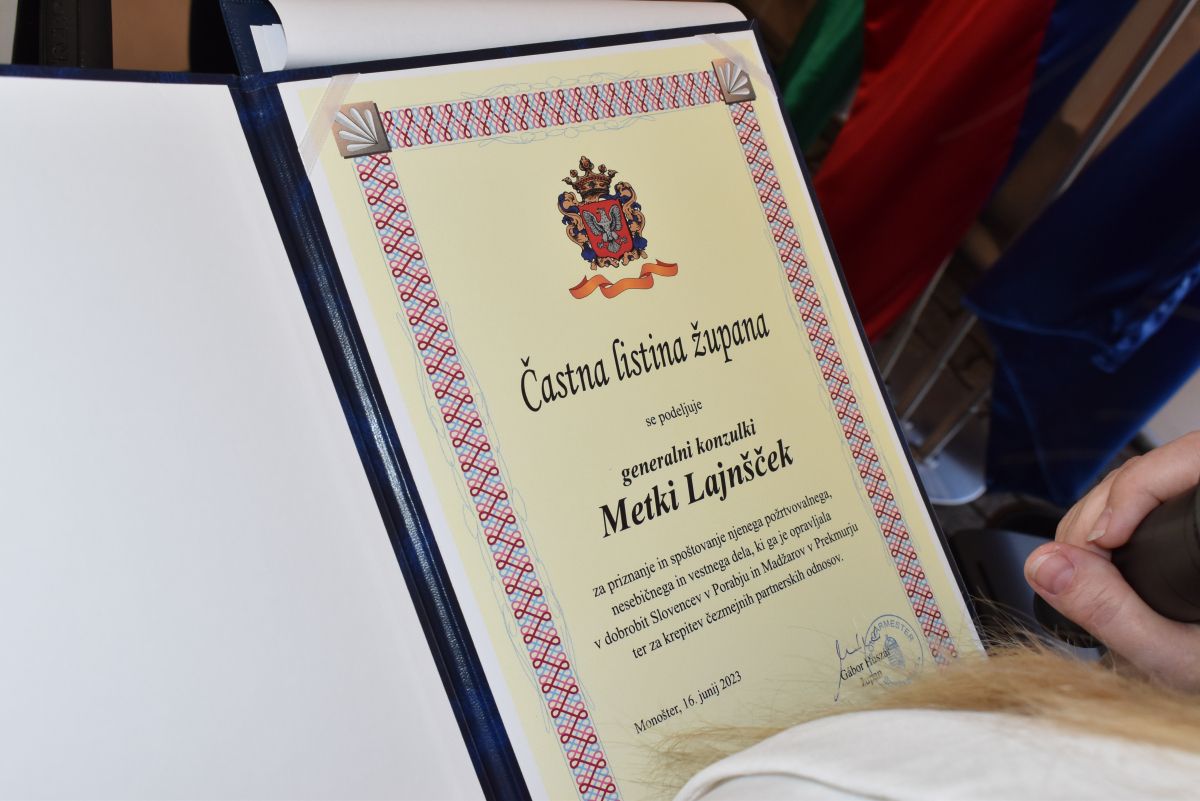 Častna listina župana
se podeljuje
generalni konzulki
Metki Lajnšček
za priznanje in spoštovanje njenega požrtvovalnega,
nesebičnega in vestnega dela, ki ga je opravljala
v dobrobit Slovencev v Porabju in Madžarov v Prekmurju
ter za krepitev čezmejnih partnerskih odnosov.
Gábor Huszár
župan
Monošter, 16. junij 2023